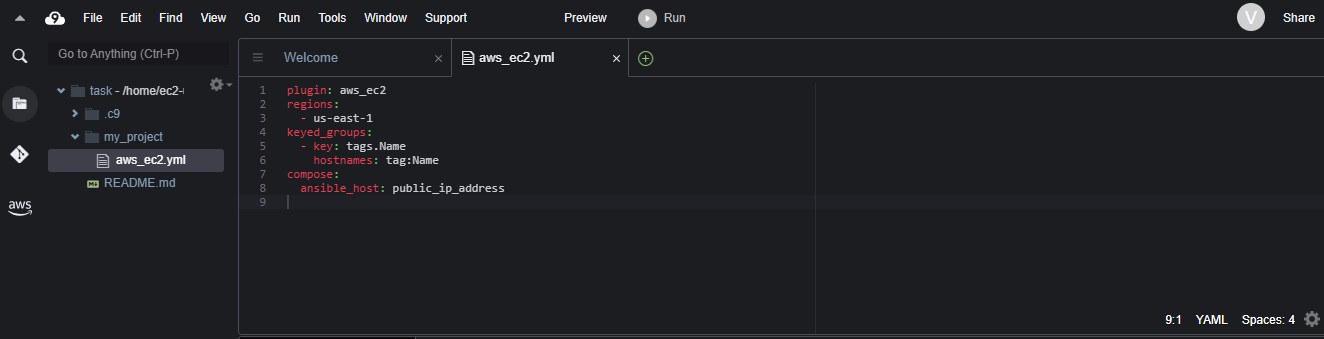 9 File Edit Find View Go Run Tools Window Support Preview Run V Share
Go to Anything (Ctrl-P)
Welcome
aws_ec2.yml
task - /home/ec2-
.c9
my_project
aws_ec2.yml
README.md
aws
1 plugin: aws_ec2
2 regions:
3 - us-east-1
4 keyed_groups:
5 - key: tags.Name
6 hostnames: tag:Name
7 compose:
8 ansible_host: public_ip_address
9
9:1 YAML Spaces: 4